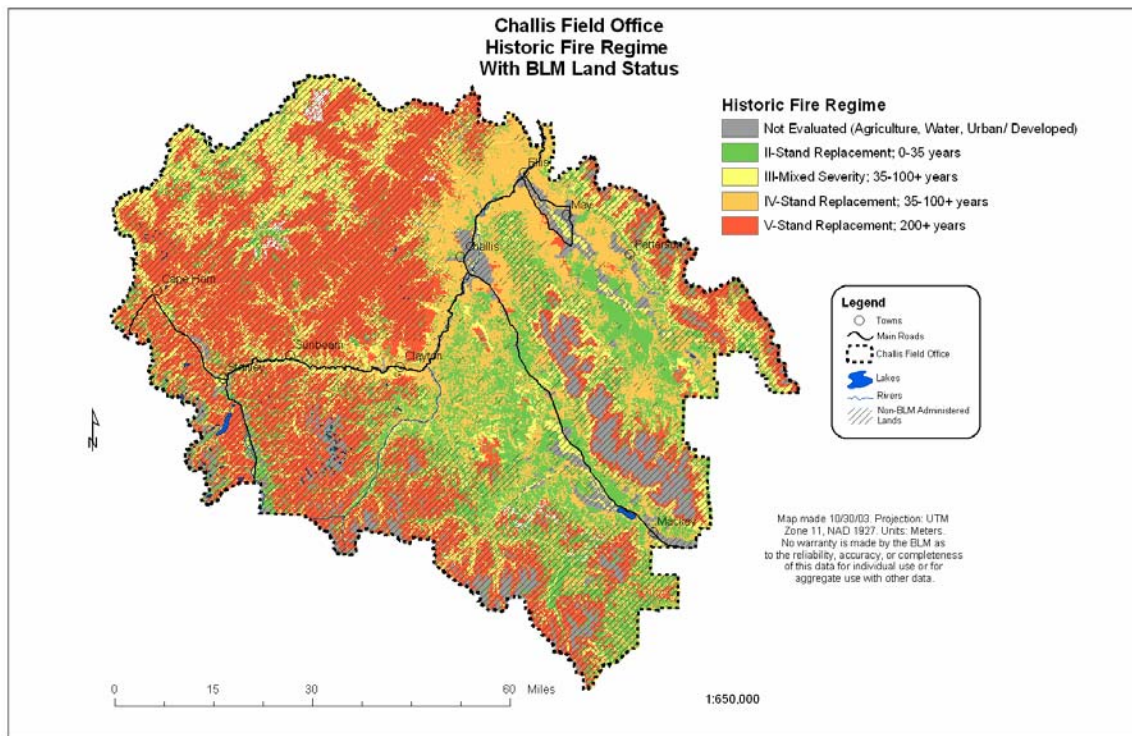 Challis Field Office
Historic Fire Regime
With BLM Land Status
Historic Fire Regime
Not Evaluated (Agriculture, Water, Urban/ Developed)
II-Stand Replacement; 0-35 years
III-Mixed Severity; 35-100+ years
IV-Stand Replacement; 35-100+ years
V-Stand Replacement; 200+ years
Ellis
May
Patterson
Challis
Cape Horn
Sunbeam
Clayton
Stanley
Mackay
Legend
Towns
Main Roads
Challis Field Office
Lakes
Rivers
Non-BLM Administered
Lands
N
Map made 10/30/03. Projection: UTM
Zone 11, NAD 1927. Units: Meters.
No warranty is made by the BLM as
to the reliability, accuracy, or completeness
of this data for individual use or for
aggregate use with other data.
0 15 30 60 Miles
1:650,000